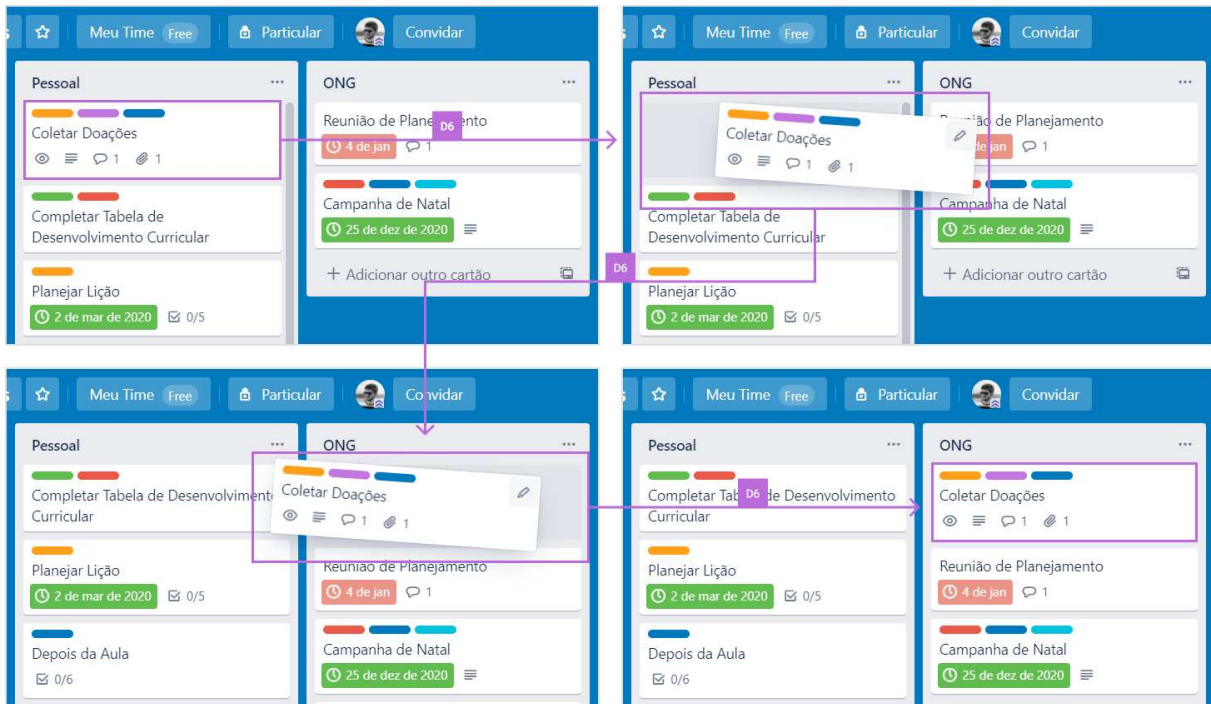 Meu Time Free Particular Convidar
Pessoal ... ONG ...
Coletar Doações
1 1
Completar Tabela de
Desenvolvimento Curricular
Planejar Lição
2 de mar de 2020 0/5
Reunião de Planejamento
4 de jan 1
Campanha de Natal
25 de dez de 2020
+ Adicionar outro cartão
D6
Meu Time Free Particular Convidar
Pessoal ... ONG ...
Coletar Doações
1 1
Completar Tabela de
Desenvolvimento Curricular
Planejar Lição
2 de mar de 2020 0/5
Reunião de Planejamento
de jan 1
Campanha de Natal
25 de dez de 2020
+ Adicionar outro cartão
D6
Meu Time Free Particular Convidar
Pessoal ... ONG ...
Completar Tabela de Desenvolvimento
Curricular
Planejar Lição
2 de mar de 2020 0/5
Depois da Aula
0/6
Coletar Doações
1 1
Reunião de Planejamento
4 de jan 1
Campanha de Natal
25 de dez de 2020
D6
Meu Time Free Particular Convidar
Pessoal ... ONG ...
Completar Tabela de Desenvolvimento
Curricular
Planejar Lição
2 de mar de 2020 0/5
Depois da Aula
0/6
Coletar Doações
1 1
Reunião de Planejamento
4 de jan 1
Campanha de Natal
25 de dez de 2020